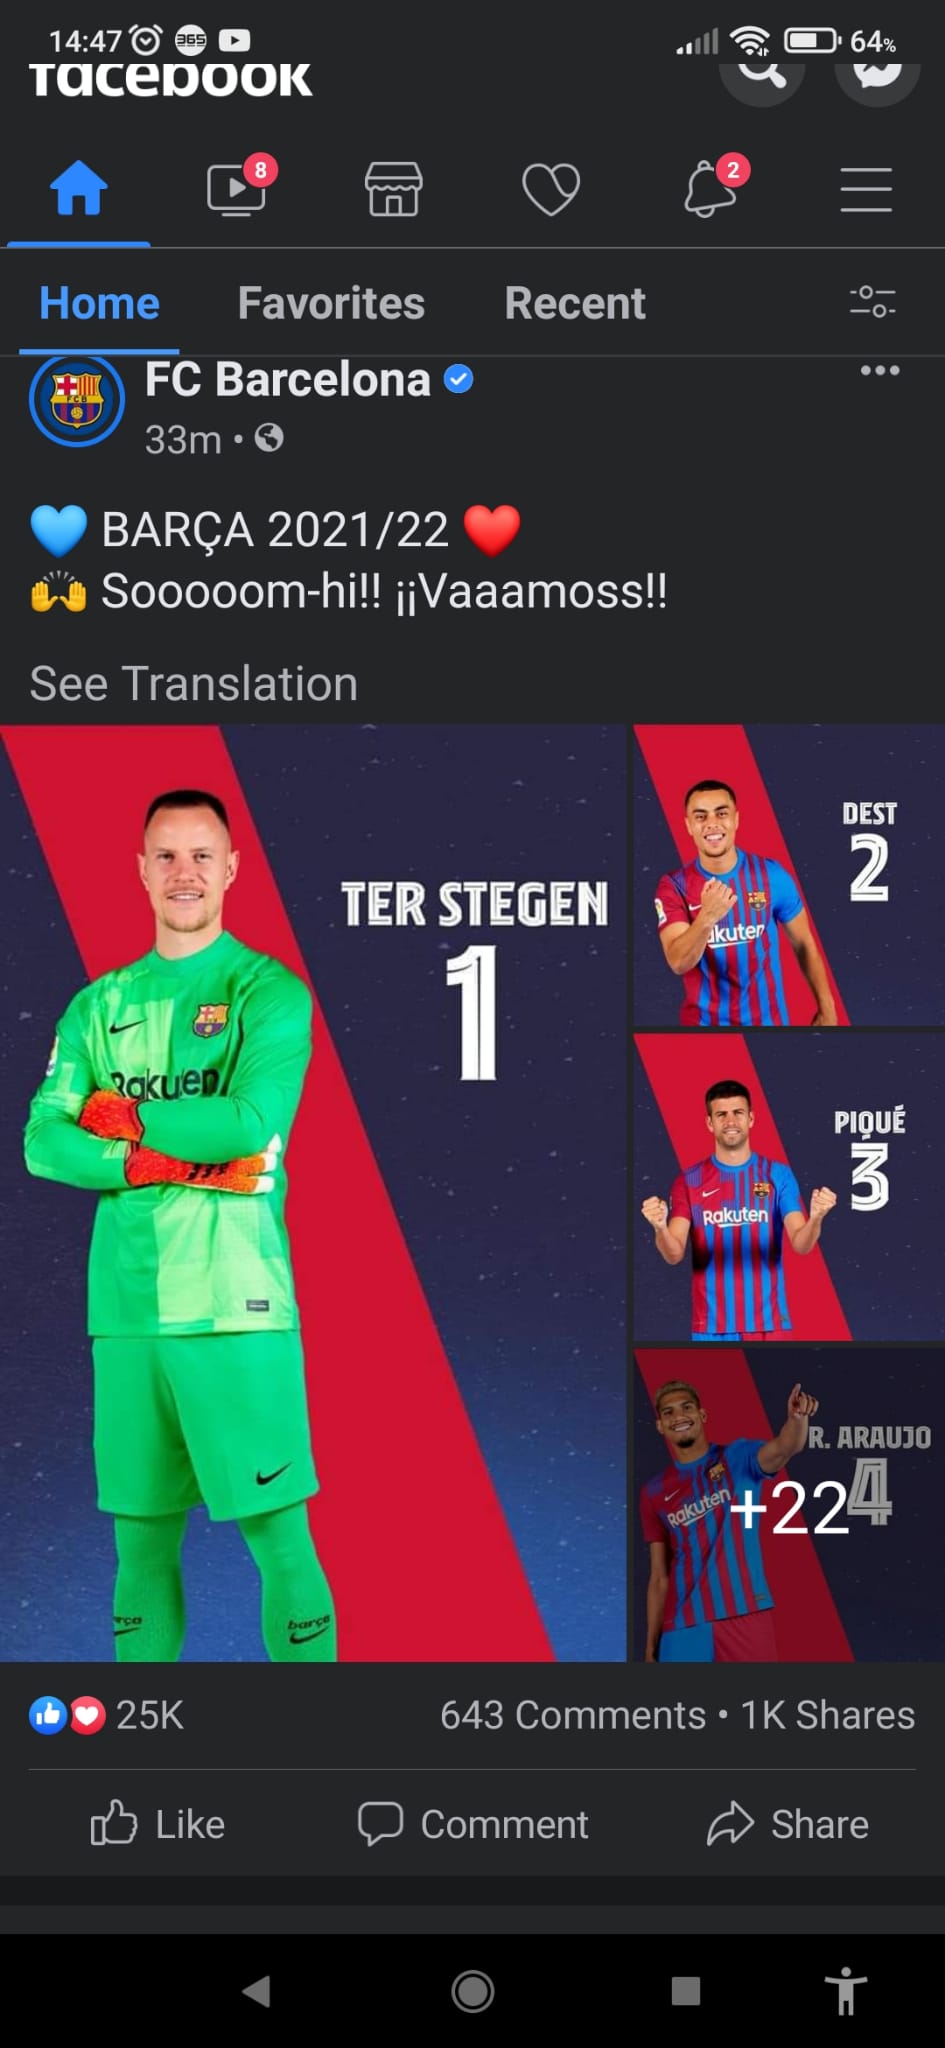 14:47 365 64%
facebook
8 2
Home Favorites Recent
FC Barcelona
33m •
💙 BARÇA 2021/22 ❤️
🙌 Sooooom-hi!! ¡¡Vaaamoss!!
See Translation
TER STEGEN
1
Rakuten
barça
DEST
2
PIQUÉ
3
Rakuten
R. ARAUJO
4
Rakuten
+22
25K 643 Comments • 1K Shares
Like Comment Share